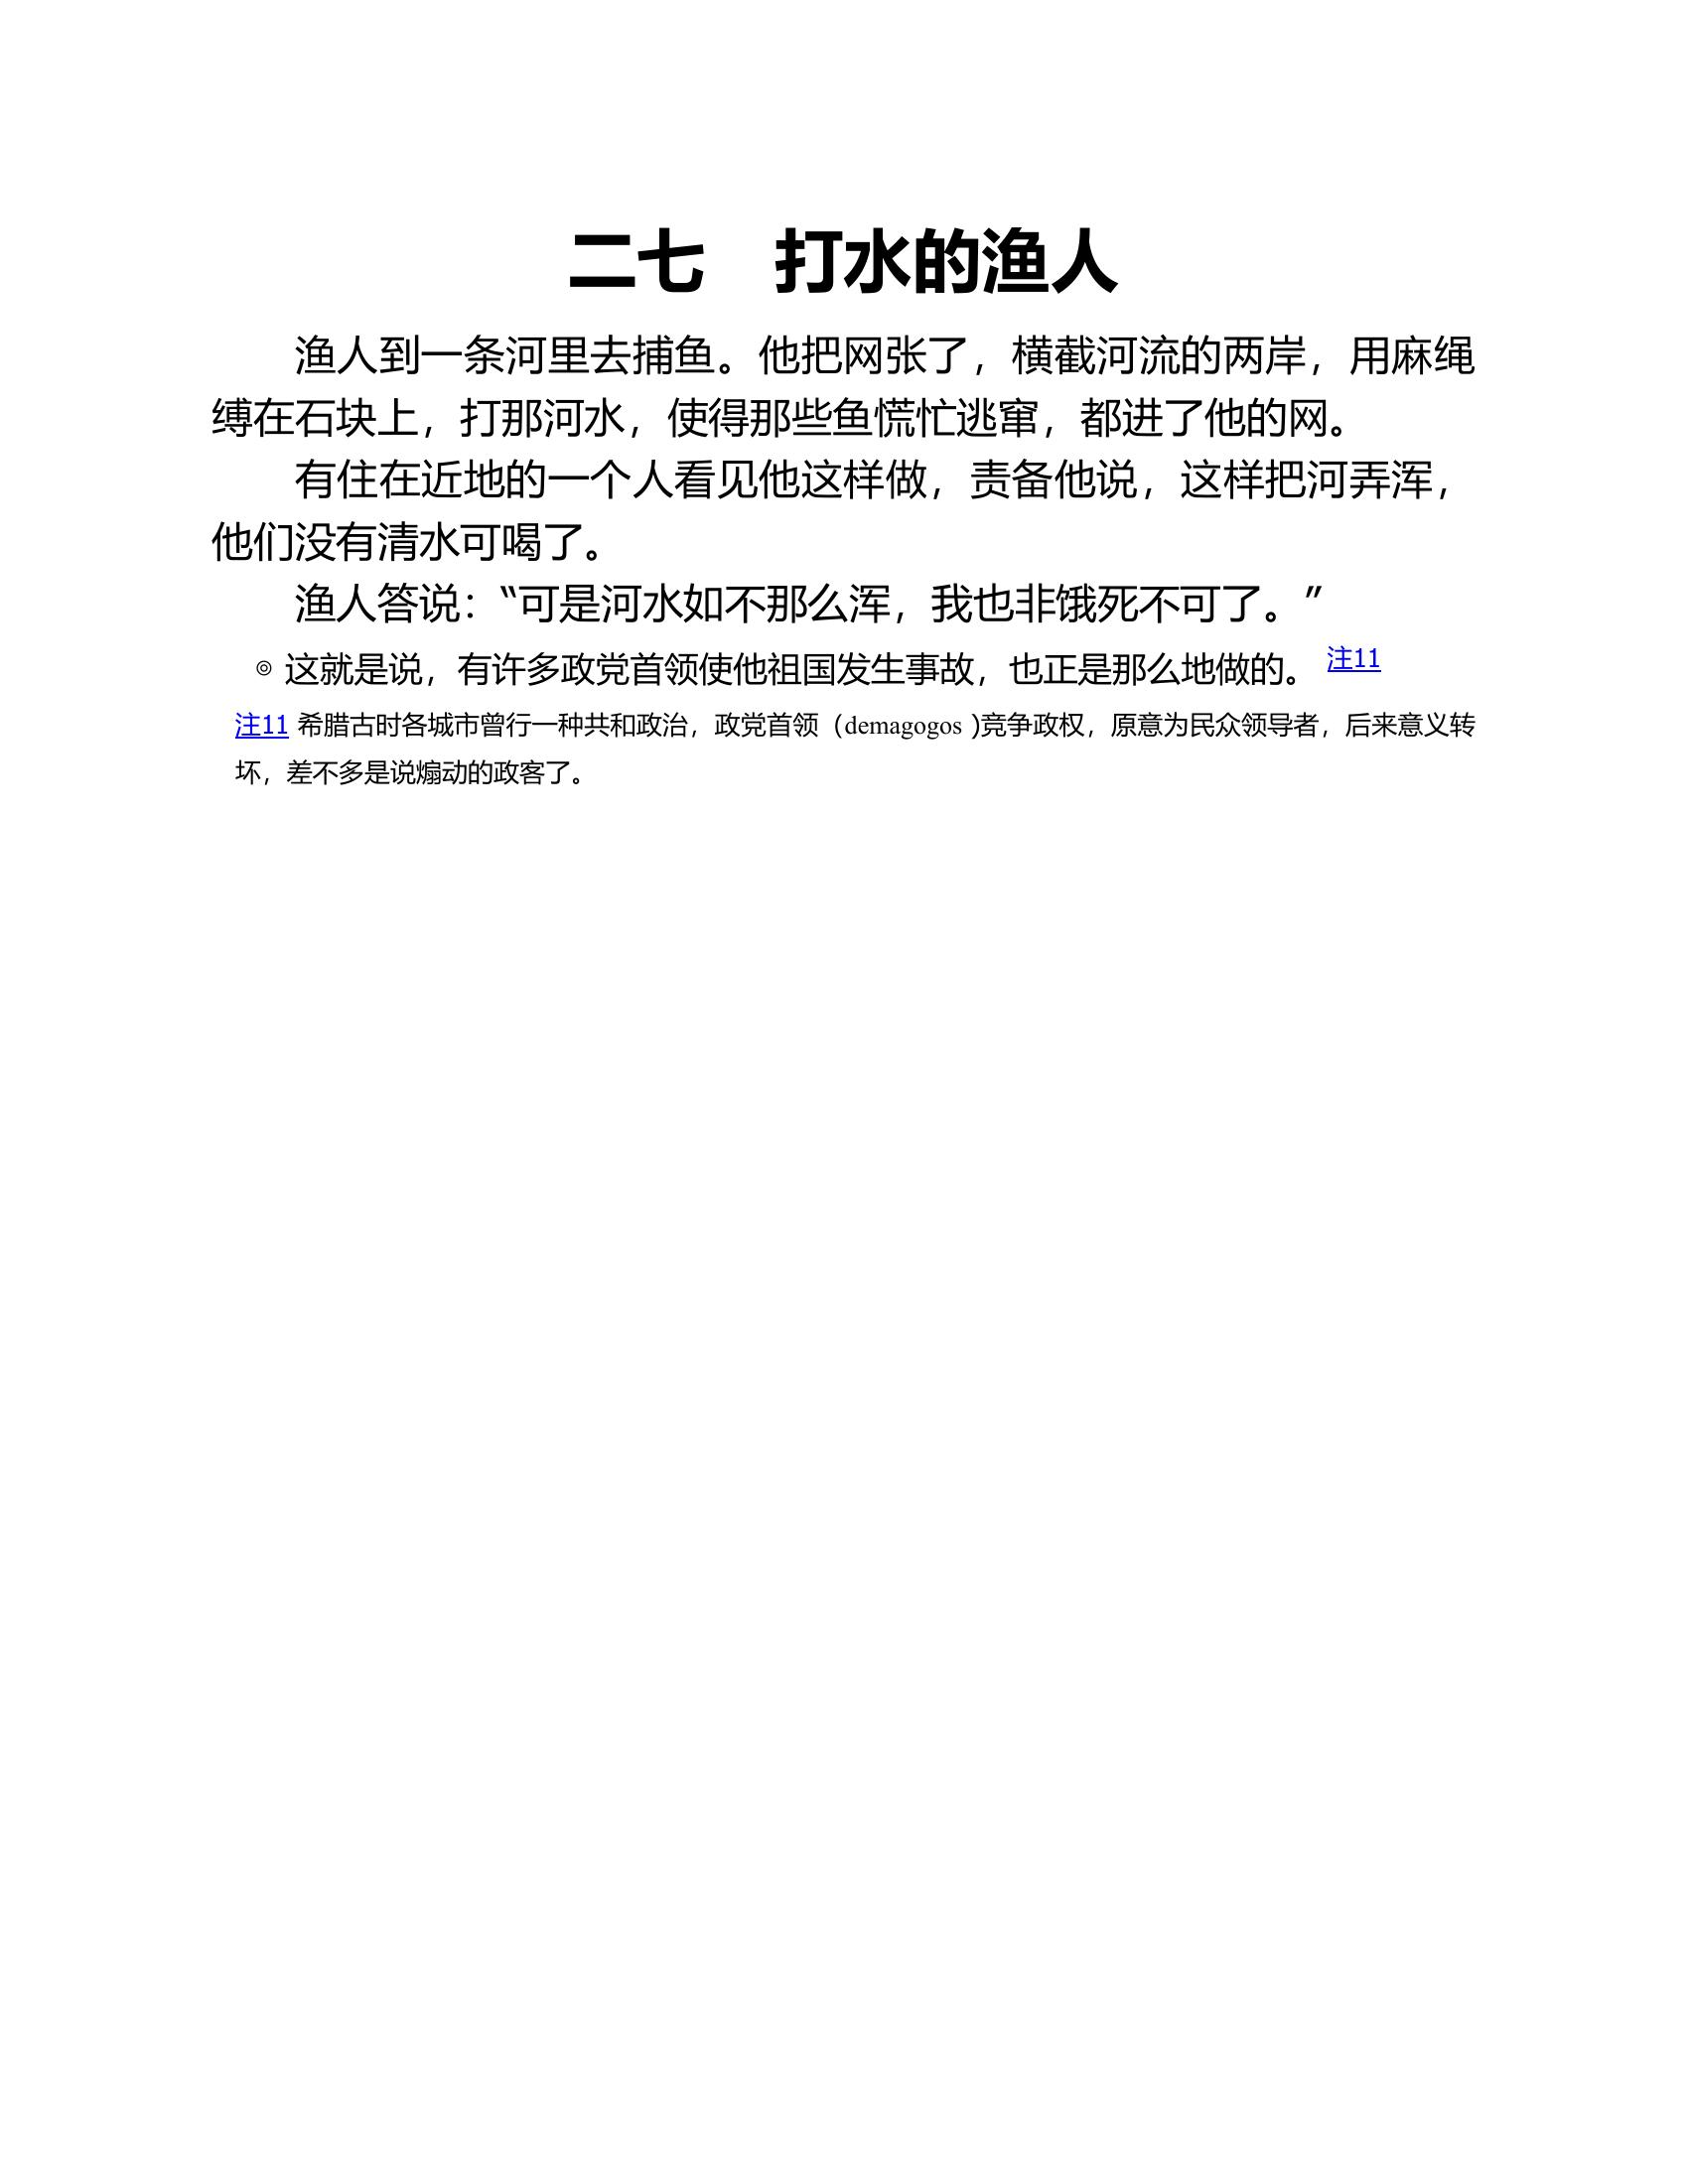 二七　打水的渔人
渔人到一条河里去捕鱼。他把网张了，横截河流的两岸，用麻绳
缚在石块上，打那河水，使得那些鱼慌忙逃窜，都进了他的网。
有住在近地的一个人看见他这样做，责备他说，这样把河弄浑，
他们没有清水可喝了。
渔人答说：“可是河水如不那么浑，我也非饿死不可了。”
◎ 这就是说，有许多政党首领使他祖国发生事故，也正是那么地做的。 注11
注11 希腊古时各城市曾行一种共和政治，政党首领（demagogos ）竞争政权，原意为民众领导者，后来意义转
坏，差不多是说煽动的政客了。